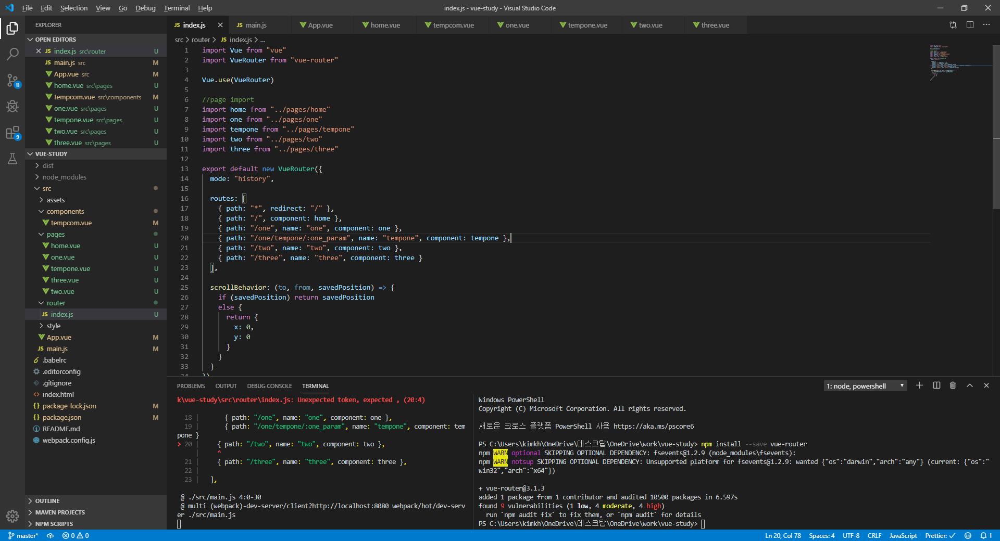 File Edit Selection View Go Debug Terminal Help
index.js - vue-study - Visual Studio Code
EXPLORER
OPEN EDITORS
JS index.js src\router U
JS main.js src M
App.vue src M
home.vue src\pages U
tempcom.vue src\components M
one.vue src\pages U
tempone.vue src\pages U
two.vue src\pages U
three.vue src\pages U
VUE-STUDY
dist
node_modules
src
assets
components
tempcom.vue M
pages
home.vue U
one.vue U
tempone.vue U
three.vue U
two.vue U
router
JS index.js U
style
App.vue M
JS main.js M
.babelrc
.editorconfig
.gitignore
<> index.html
{} package-lock.json M
{} package.json M
README.md
webpack.config.js
OUTLINE
MAVEN PROJECTS
NPM SCRIPTS
11
9
JS index.js JS main.js App.vue home.vue tempcom.vue one.vue tempone.vue two.vue three.vue
src > router > JS index.js > ...
1 import Vue from "vue"
2 import VueRouter from "vue-router"
3
4 Vue.use(VueRouter)
5
6 //page import
7 import home from "../pages/home"
8 import one from "../pages/one"
9 import tempone from "../pages/tempone"
10 import two from "../pages/two"
11 import three from "../pages/three"
12
13 export default new VueRouter({
14 mode: "history",
15
16 routes: [
17 { path: "*", redirect: "/" },
18 { path: "/", component: home },
19 { path: "/one", name: "one", component: one },
20 { path: "/one/tempone/:one_param", name: "tempone", component: tempone },
21 { path: "/two", name: "two", component: two },
22 { path: "/three", name: "three", component: three }
23 ],
24
25 scrollBehavior: (to, from, savedPosition) => {
26 if (savedPosition) return savedPosition
27 else {
28 return {
29 x: 0,
30 y: 0
31 }
32 }
33 }
34 })
PROBLEMS OUTPUT DEBUG CONSOLE TERMINAL
1: node, powershell
k\vue-study\src\router\index.js: Unexpected token, expected , (20:4)
18 | { path: "/one", name: "one", component: one },
19 | { path: "/one/tempone/:one_param", name: "tempone", component: tem
pone }
> 20 | { path: "/two", name: "two", component: two },
| ^
21 | { path: "/three", name: "three", component: three },
22 |
23 | ],
@ ./src/main.js 4:0-30
@ multi (webpack)-dev-server/client?http://localhost:8080 webpack/hot/dev-serv
er ./src/main.js
Windows PowerShell
Copyright (C) Microsoft Corporation. All rights reserved.
새로운 크로스 플랫폼 PowerShell 사용 https://aka.ms/pscore6
PS C:\Users\kimkh\OneDrive\데스크탑\OneDrive\work\vue-study> npm install --save vue-router
npm WARN optional SKIPPING OPTIONAL DEPENDENCY: fsevents@1.2.9 (node_modules\fsevents):
npm WARN notsup SKIPPING OPTIONAL DEPENDENCY: Unsupported platform for fsevents@1.2.9: wanted {"os":"darwin","arch":"any"} (current: {"os":"
win32","arch":"x64"})
+ vue-router@3.1.3
added 1 package from 1 contributor and audited 10500 packages in 6.597s
found 9 vulnerabilities (1 low, 4 moderate, 4 high)
run `npm audit fix` to fix them, or `npm audit` for details
PS C:\Users\kimkh\OneDrive\데스크탑\OneDrive\work\vue-study>
master* 0 0
Ln 20, Col 78 Spaces: 4 UTF-8 CRLF JavaScript Prettier: ✓ 1